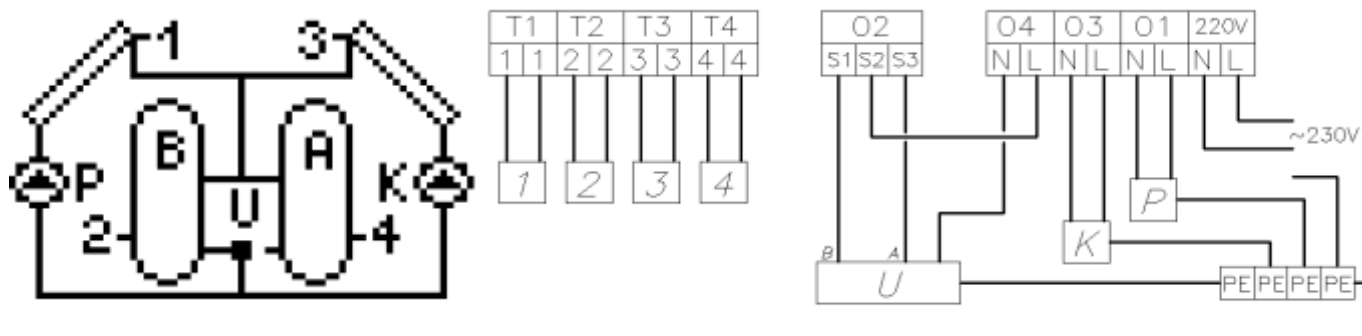 1 3
B A
P U K
2 4
T1 T2 T3 T4
1 1 2 2 3 3 4 4
1 2 3 4
O2 O4 O3 O1 220V
S1 S2 S3 N L N L N L N L
~230V
P
K
B A
U
PE PE PE PE